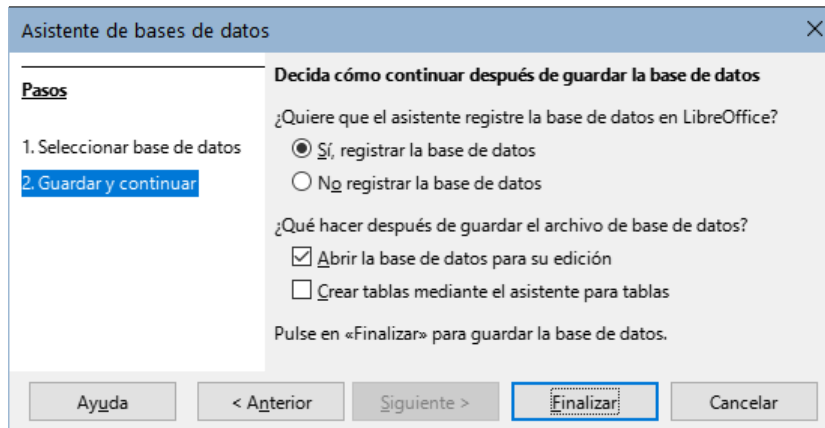 Asistente de bases de datos
Pasos
1. Seleccionar base de datos
2. Guardar y continuar
Decida cómo continuar después de guardar la base de datos
¿Quiere que el asistente registre la base de datos en LibreOffice?
Sí, registrar la base de datos
No registrar la base de datos
¿Qué hacer después de guardar el archivo de base de datos?
Abrir la base de datos para su edición
Crear tablas mediante el asistente para tablas
Pulse en «Finalizar» para guardar la base de datos.
Ayuda
< Anterior
Siguiente >
Finalizar
Cancelar